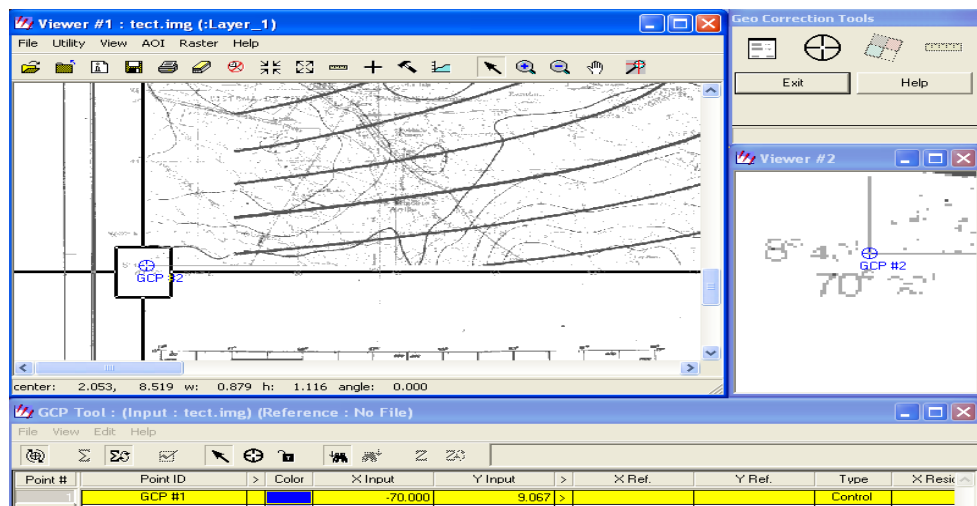 Viewer #1 : tect.img (:Layer_1)
File Utility View AOI Raster Help
GCP #2
center: 2.053, 8.519 w: 0.879 h: 1.116 angle: 0.000
Geo Correction Tools
Exit Help
Viewer #2
GCP #2
GCP Tool : (Input : tect.img) (Reference : No File)
File View Edit Help
Point # Point ID > Color X Input Y Input > X Ref. Y Ref. Type X Resic
1 GCP #1 -70.000 9.067 > Control